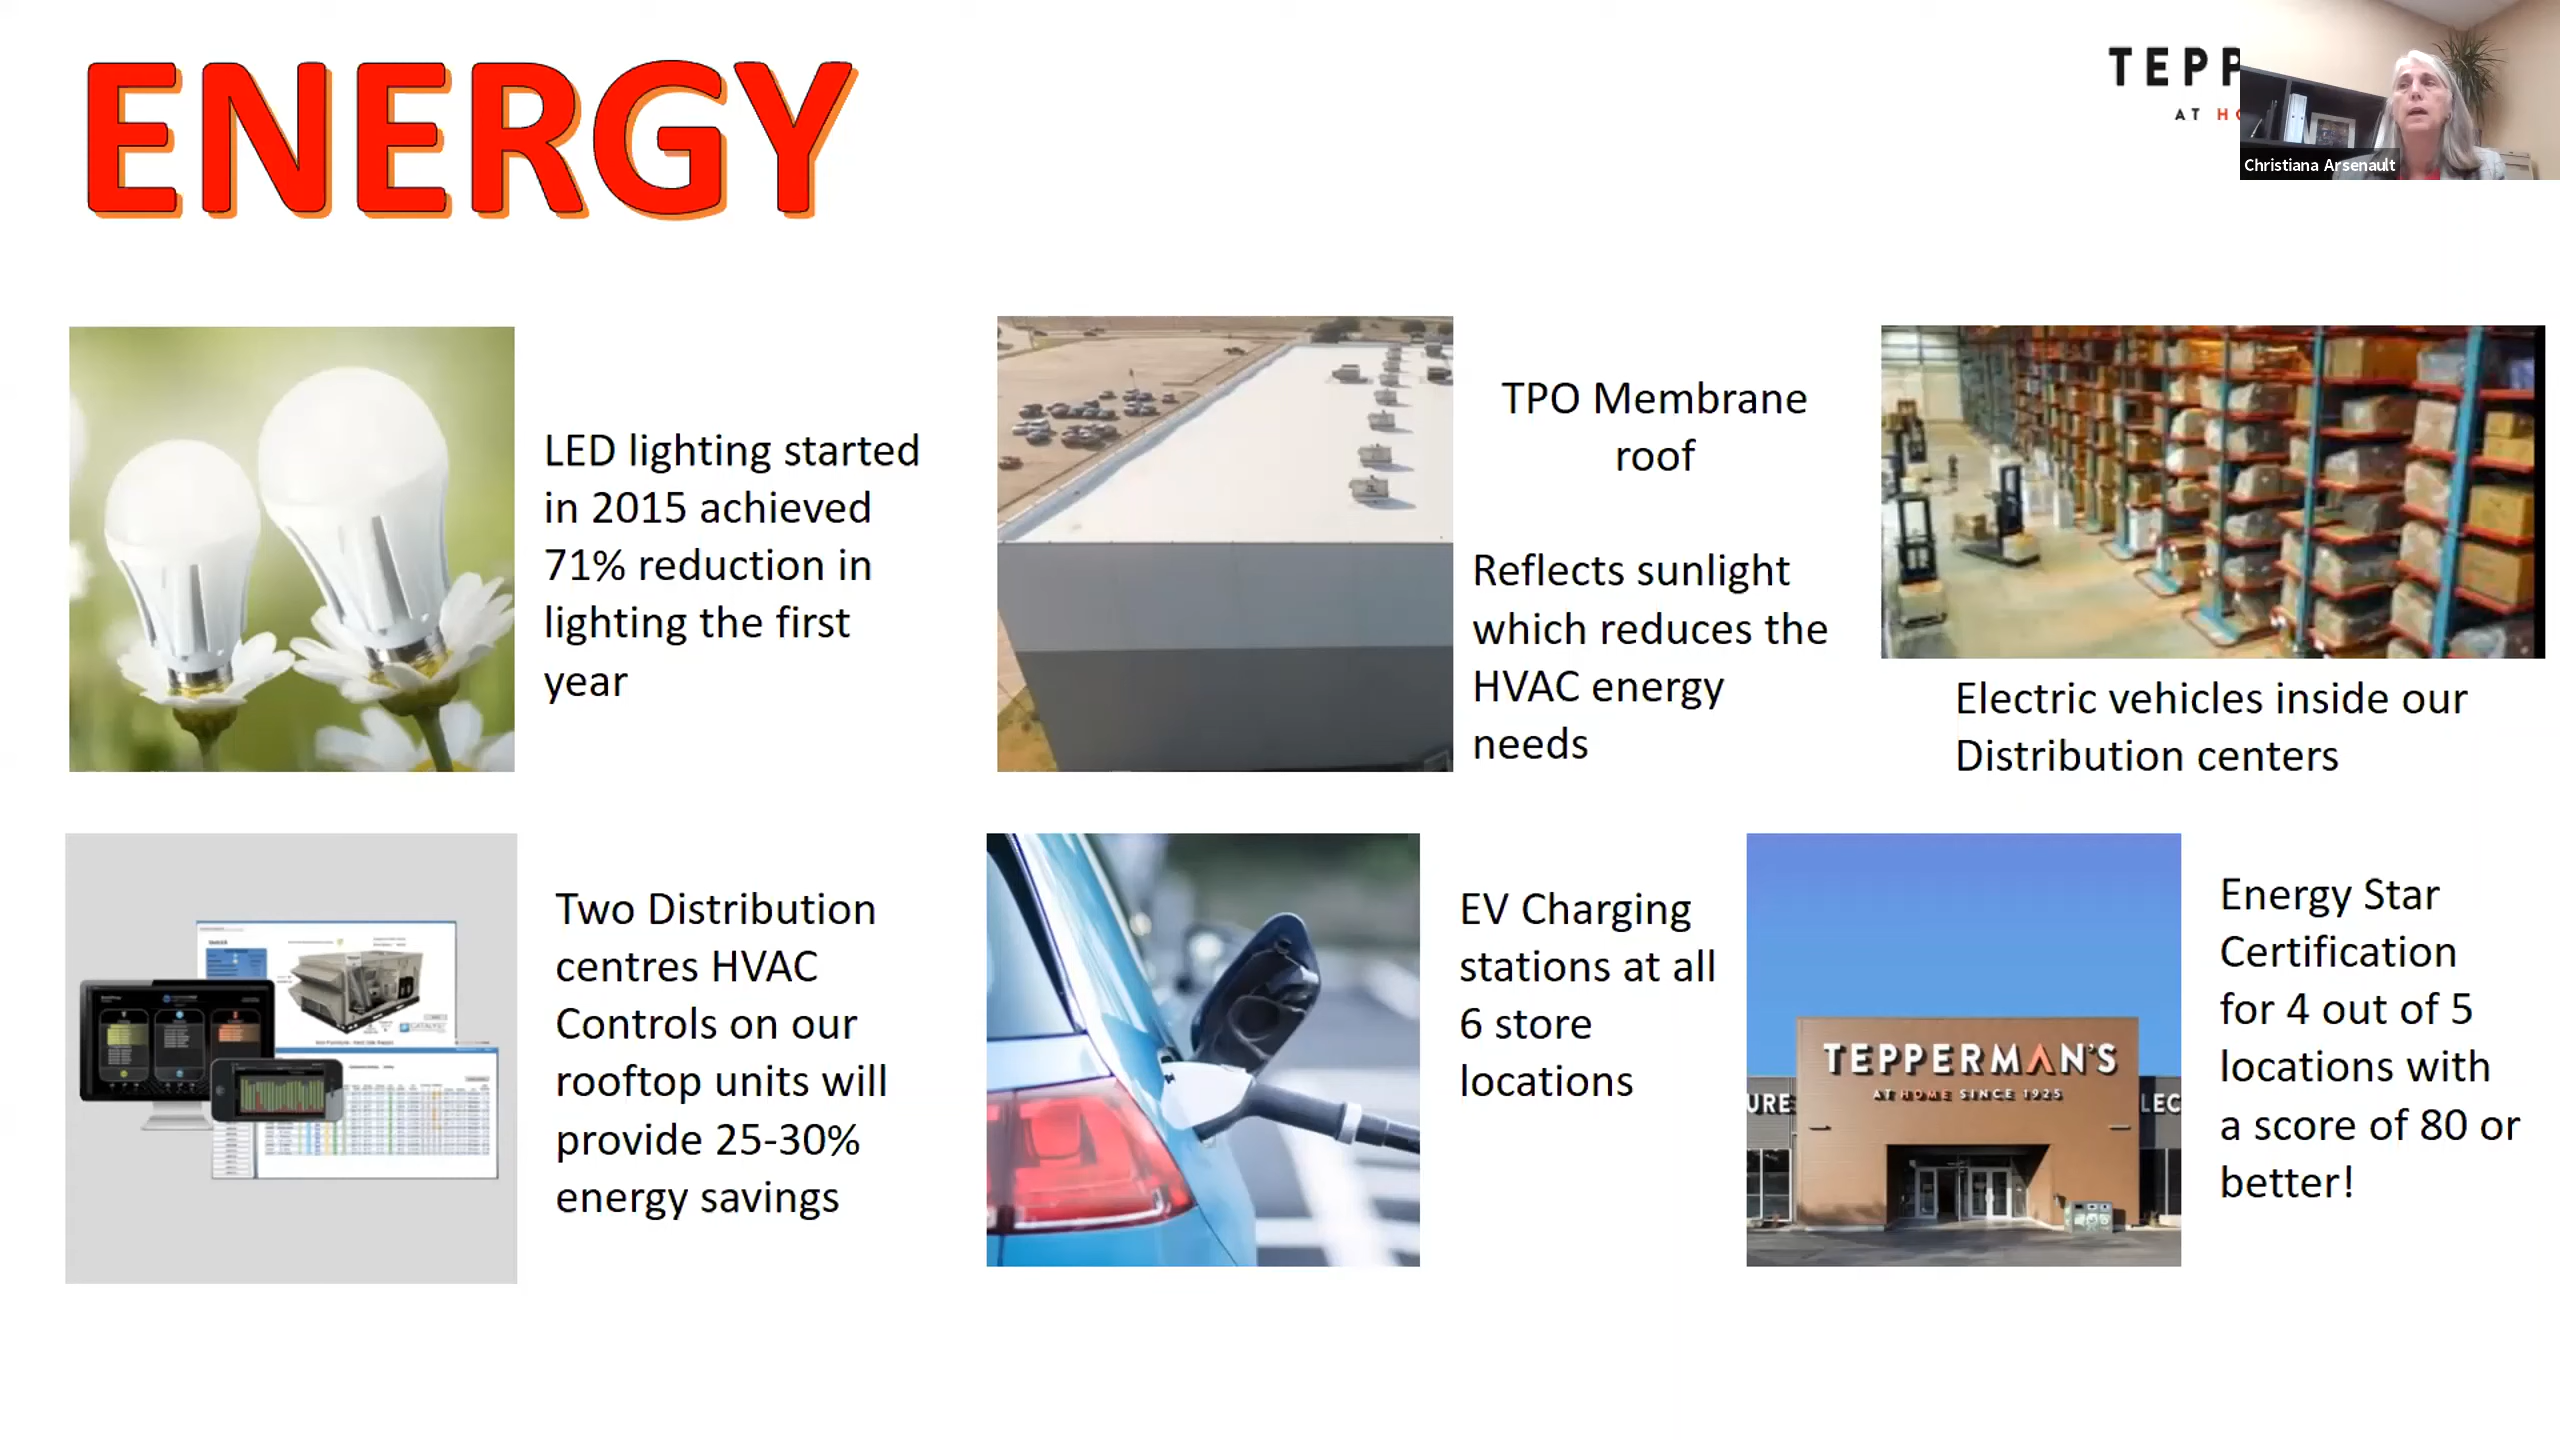 ENERGY
TEPP
AT HO
Christiana Arsenault
LED lighting started
in 2015 achieved
71% reduction in
lighting the first
year
TPO Membrane
roof
Reflects sunlight
which reduces the
HVAC energy
needs
Electric vehicles inside our
Distribution centers
Two Distribution
centres HVAC
Controls on our
rooftop units will
provide 25-30%
energy savings
EV Charging
stations at all
6 store
locations
TEPPERMAN'S
AT HOME SINCE 1925
URE
LEC
Energy Star
Certification
for 4 out of 5
locations with
a score of 80 or
better!